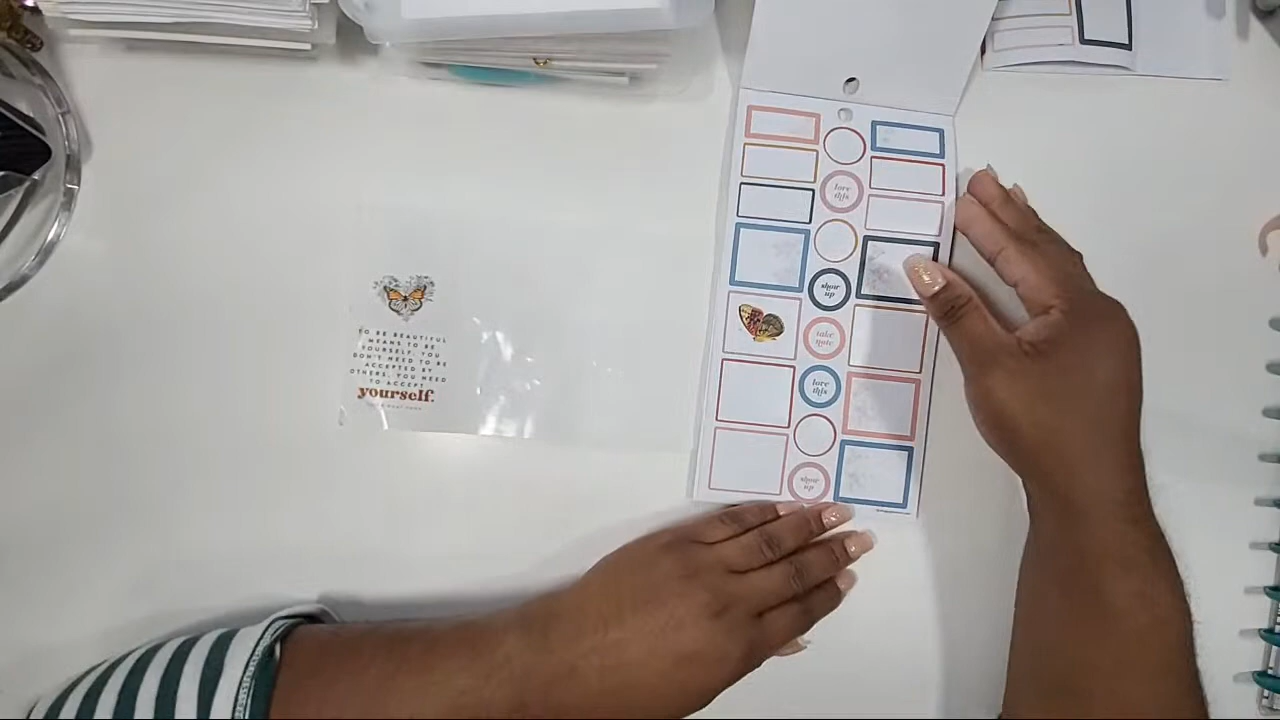 TO BE BEAUTIFUL
MEANS TO BE
YOURSELF. YOU
DON'T NEED TO BE
ACCEPTED BY
OTHERS. YOU NEED
TO ACCEPT
yourself.
love
this
show
up
take
note
love
this
show
up